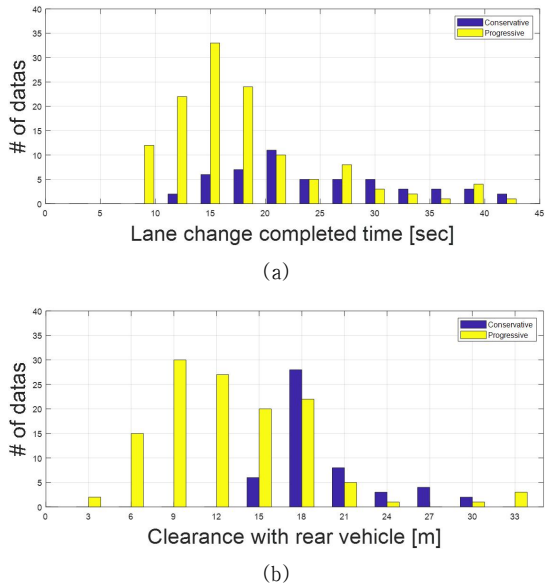 40
35
30
25
20
15
10
5
0
# of datas
Conservative
Progressive
0 5 10 15 20 25 30 35 40 45
Lane change completed time [sec]
(a)
40
35
30
25
20
15
10
5
0
# of datas
Conservative
Progressive
0 3 6 9 12 15 18 21 24 27 30 33
Clearance with rear vehicle [m]
(b)